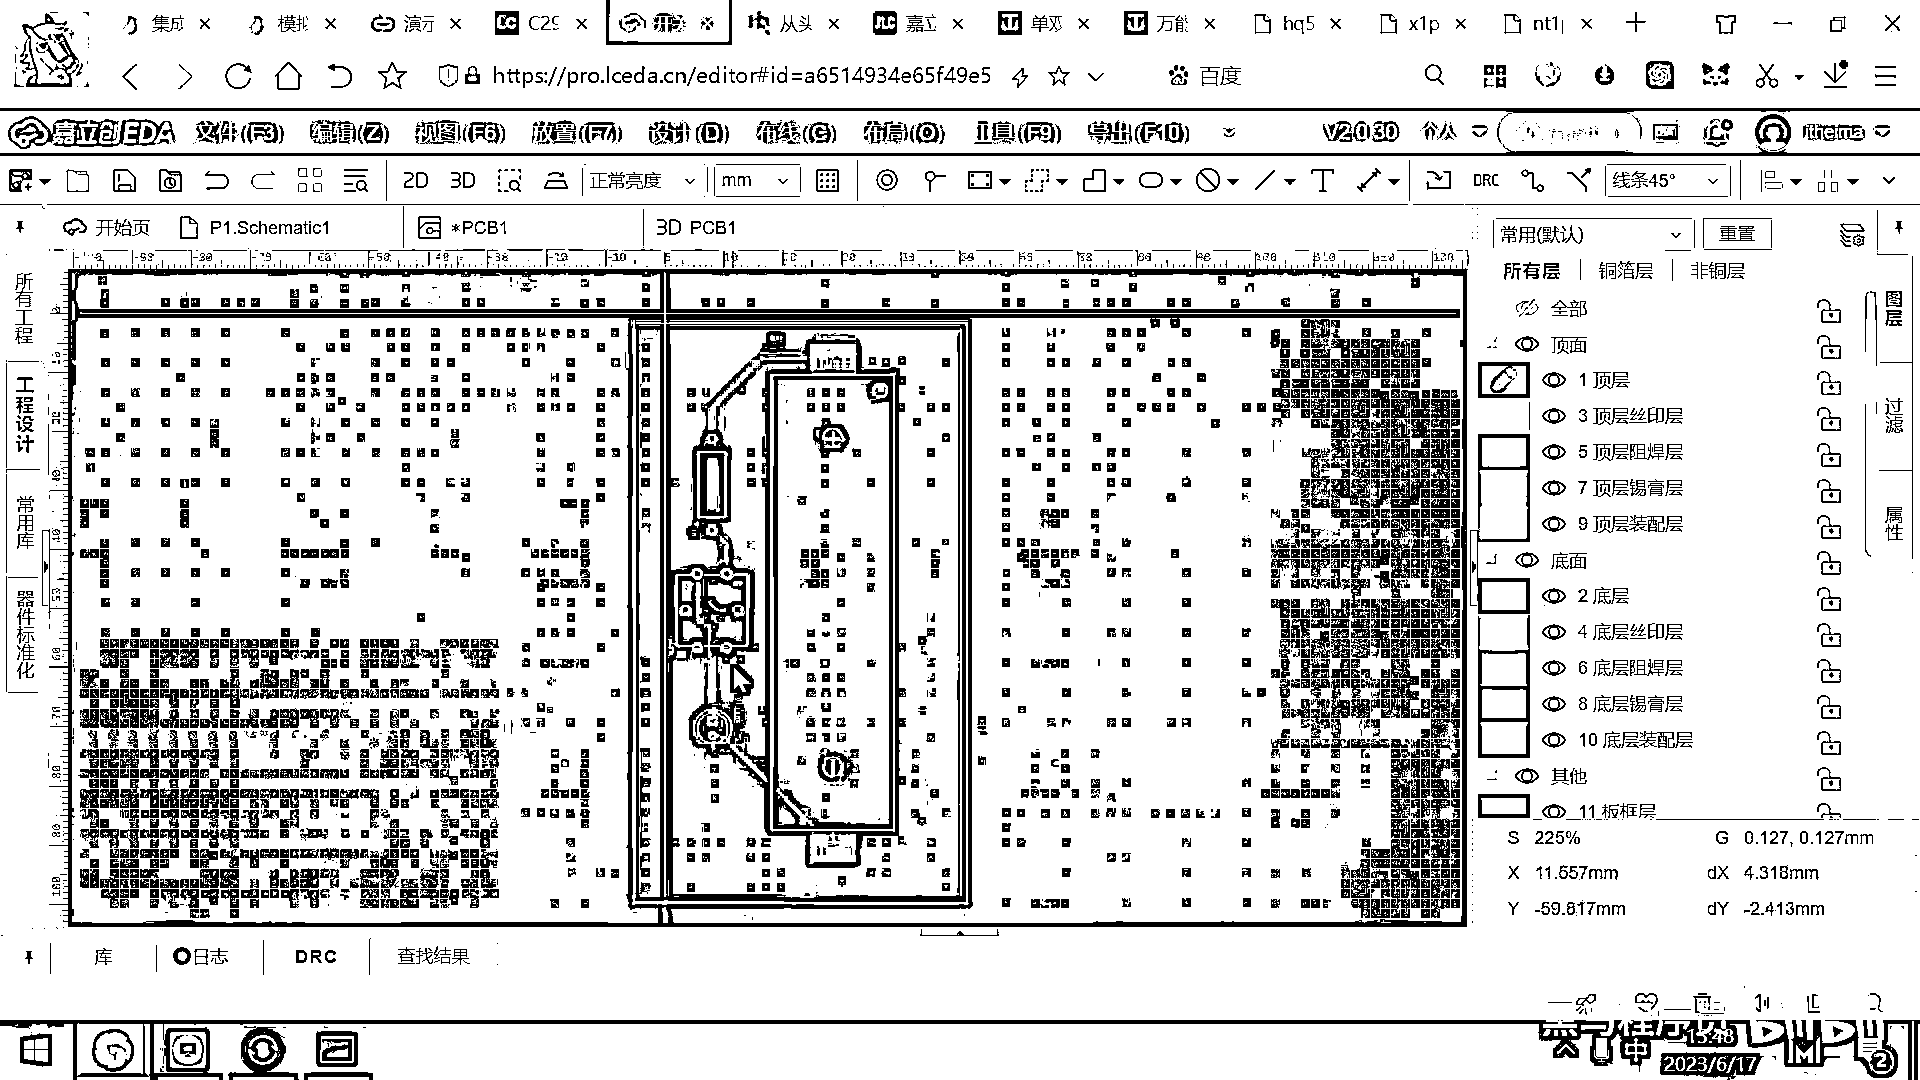 集成
模拟
演示
C29
开
从头
嘉立
单双
万能
hq5
x1p
nt1p
https://pro.lceda.cn/editor#id=a6514934e65f49e5
百度
嘉立创EDA
文件(F3)
编辑(Z)
视图(F6)
放置(F7)
设计(D)
布线(G)
布局(O)
工具(F9)
导出(F10)
V2.0.30
个人
itheima
2D
3D
正常亮度
mm
T
DRC
线条45°
开始页
P1.Schematic1
*PCB1
3D PCB1
常用(默认)
重置
所有层
铜箔层
非铜层
全部
顶面
1 顶层
3 顶层丝印层
5 顶层阻焊层
7 顶层锡膏层
9 顶层装配层
底面
2 底层
4 底层丝印层
6 底层阻焊层
8 底层锡膏层
10 底层装配层
其他
11 板框层
所有工程
工程设计
常用库
器件标准化
图层
过滤
属性
S 225%
G 0.127, 0.127mm
X 11.557mm
dX 4.318mm
Y -59.817mm
dY -2.413mm
库
日志
DRC
查找结果
中
15:48
2023/6/17
2